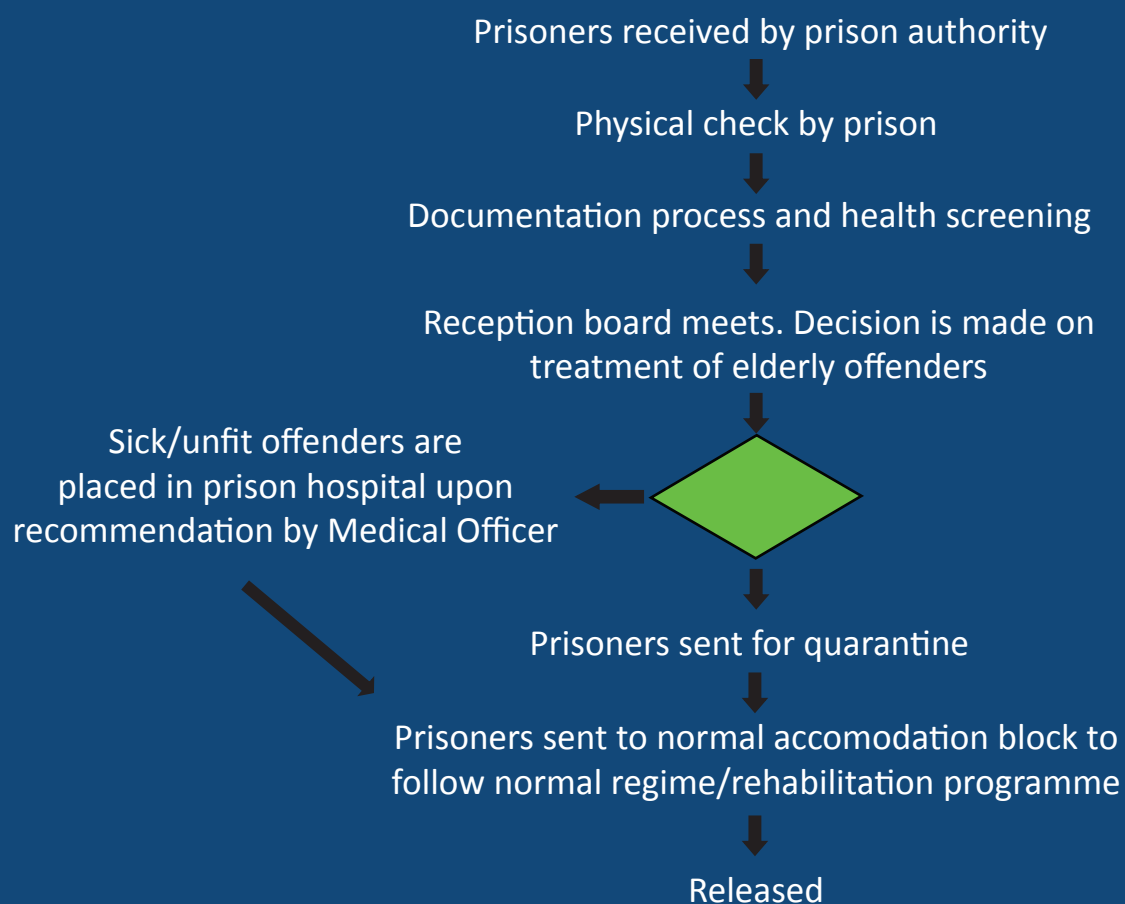 Prisoners received by prison authority
Physical check by prison
Documentation process and health screening
Reception board meets. Decision is made on
treatment of elderly offenders
Sick/unfit offenders are
placed in prison hospital upon
recommendation by Medical Officer
Prisoners sent for quarantine
Prisoners sent to normal accomodation block to
follow normal regime/rehabilitation programme
Released